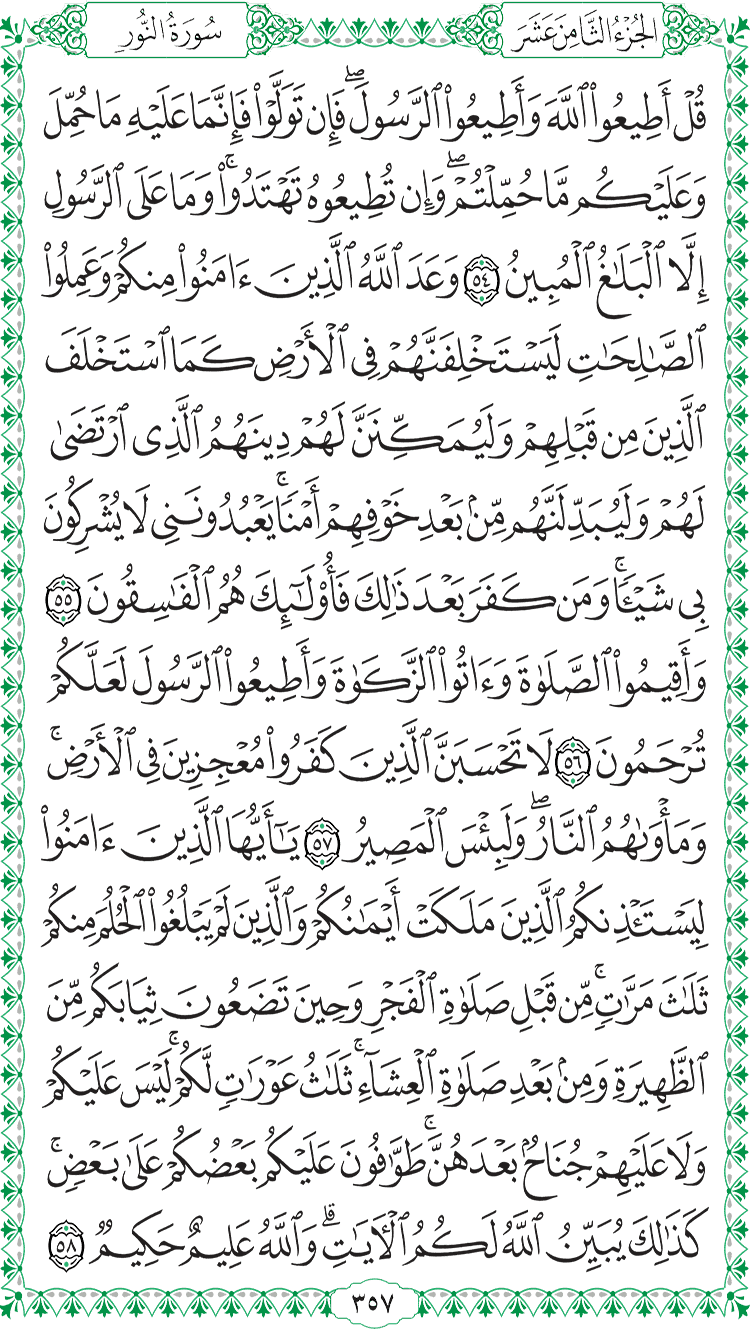 الجُزْءُ الثَّامِنَ عَشَرَ
سُورَةُ النُّورِ
قُلْ أَطِيعُوا۟ ٱللَّهَ وَأَطِيعُوا۟ ٱلرَّسُولَ ۖ فَإِن تَوَلَّوْا۟ فَإِنَّمَا عَلَيْهِ مَا حُمِّلَ
وَعَلَيْكُم مَّا حُمِّلْتُمْ ۖ وَإِن تُطِيعُوهُ تَهْتَدُوا۟ ۚ وَمَا عَلَى ٱلرَّسُولِ
إِلَّا ٱلْبَلَٰغُ ٱلْمُبِينُ ٥٤ وَعَدَ ٱللَّهُ ٱلَّذِينَ ءَامَنُوا۟ مِنكُمْ وَعَمِلُوا۟
ٱلصَّٰلِحَٰتِ لَيَسْتَخْلِفَنَّهُمْ فِى ٱلْأَرْضِ كَمَا ٱسْتَخْلَفَ
ٱلَّذِينَ مِن قَبْلِهِمْ وَلَيُمَكِّنَنَّ لَهُمْ دِينَهُمُ ٱلَّذِى ٱرْتَضَىٰ
لَهُمْ وَلَيُبَدِّلَنَّهُم مِّنۢ بَعْدِ خَوْفِهِمْ أَمْنًا ۚ يَعْبُدُونَنِى لَا يُشْرِكُونَ
بِى شَيْـًٔا ۚ وَمَن كَفَرَ بَعْدَ ذَٰلِكَ فَأُو۟لَٰٓئِكَ هُمُ ٱلْفَٰسِقُونَ ٥٥
وَأَقِيمُوا۟ ٱلصَّلَوٰةَ وَءَاتُوا۟ ٱلزَّكَوٰةَ وَأَطِيعُوا۟ ٱلرَّسُولَ لَعَلَّكُمْ
تُرْحَمُونَ ٥٦ لَا تَحْسَبَنَّ ٱلَّذِينَ كَفَرُوا۟ مُعْجِزِينَ فِى ٱلْأَرْضِ ۚ
وَمَأْوَىٰهُمُ ٱلنَّارُ ۖ وَلَبِئْسَ ٱلْمَصِيرُ ٥٧ يَٰٓأَيُّهَا ٱلَّذِينَ ءَامَنُوا۟
لِيَسْتَـْٔذِنكُمُ ٱلَّذِينَ مَلَكَتْ أَيْمَٰنُكُمْ وَٱلَّذِينَ لَمْ يَبْلُغُوا۟ ٱلْحُلُمَ مِنكُمْ
ثَلَٰثَ مَرَّٰتٍ ۚ مِّن قَبْلِ صَلَوٰةِ ٱلْفَجْرِ وَحِينَ تَضَعُونَ ثِيَابَكُم مِّنَ
ٱلظَّهِيرَةِ وَمِنۢ بَعْدِ صَلَوٰةِ ٱلْعِشَآءِ ۚ ثَلَٰثُ عَوْرَٰتٍ لَّكُمْ ۚ لَيْسَ عَلَيْكُمْ
وَلَا عَلَيْهِمْ جُنَاحٌۢ بَعْدَهُنَّ ۚ طَوَّٰفُونَ عَلَيْكُم بَعْضُكُمْ عَلَىٰ بَعْضٍ ۚ
كَذَٰلِكَ يُبَيِّنُ ٱللَّهُ لَكُمُ ٱلْءَايَٰتِ ۗ وَٱللَّهُ عَلِيمٌ حَكِيمٌ ٥٨
٣٥٧